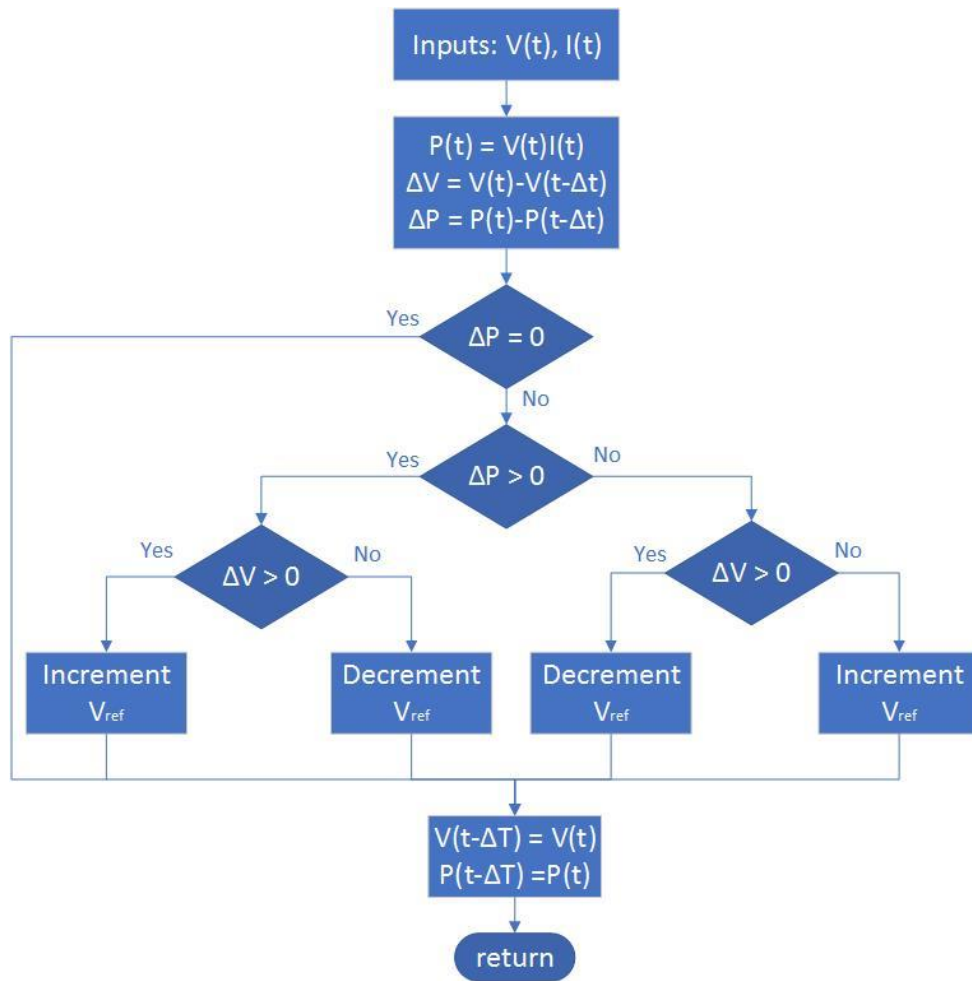 Inputs: V(t), I(t)
P(t) = V(t)I(t)
ΔV = V(t)-V(t-Δt)
ΔP = P(t)-P(t-Δt)
Yes
ΔP = 0
No
Yes
ΔP > 0
No
Yes
ΔV > 0
No
Yes
ΔV > 0
No
Increment
Vref
Decrement
Vref
Decrement
Vref
Increment
Vref
V(t-ΔT) = V(t)
P(t-ΔT) =P(t)
return